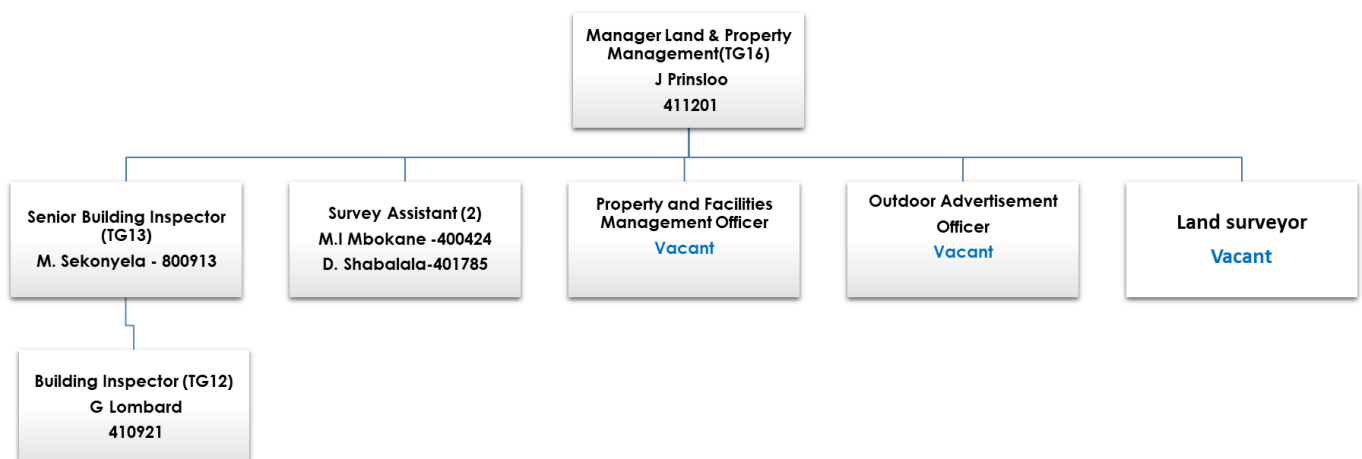 Manager Land & Property
Management(TG16)
J Prinsloo
411201
Senior Building Inspector
(TG13)
M. Sekonyela - 800913
Survey Assistant (2)
M.I Mbokane -400424
D. Shabalala-401785
Property and Facilities
Management Officer
Vacant
Outdoor Advertisement
Officer
Vacant
Land surveyor
Vacant
Building Inspector (TG12)
G Lombard
410921